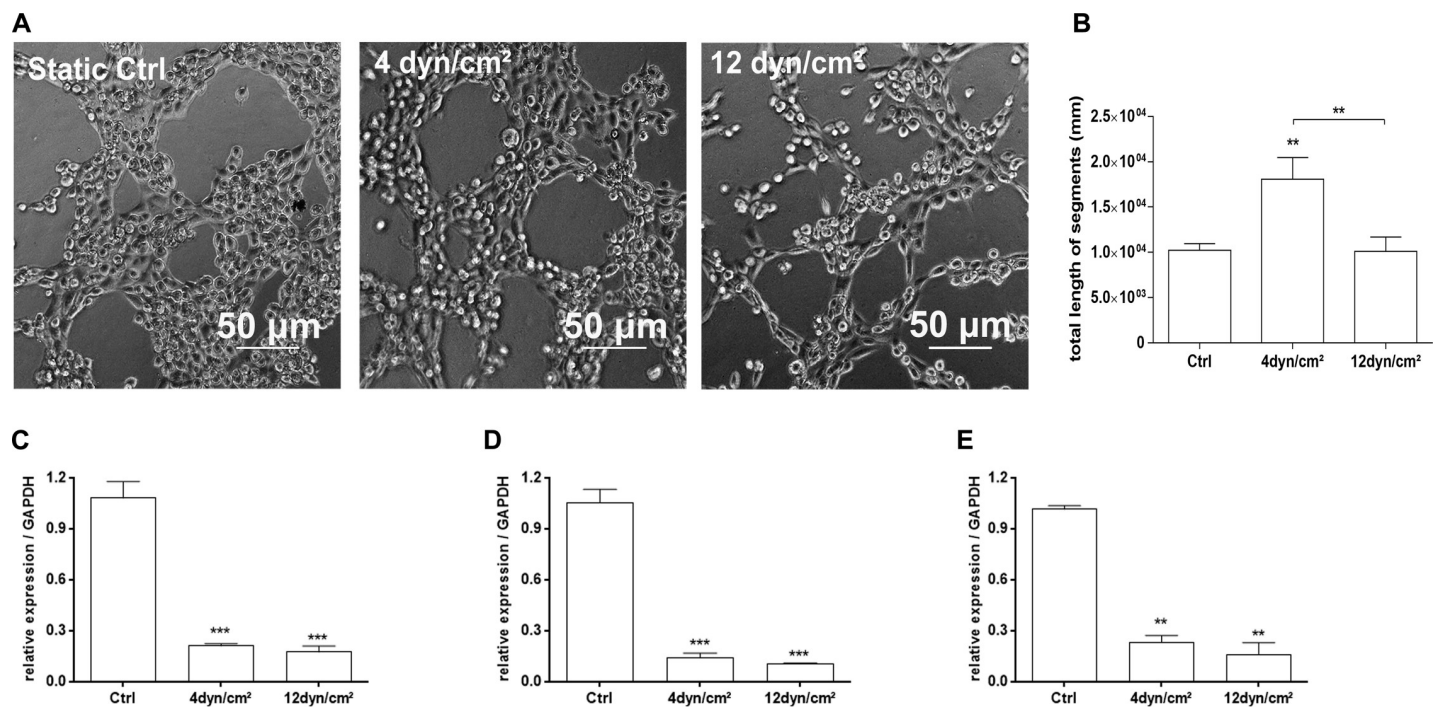 A
Static Ctrl
50 µm
4 dyn/cm²
50 µm
12 dyn/cm²
50 µm
B
total length of segments (mm)
2.5×10⁰⁴
2.0×10⁰⁴
1.5×10⁰⁴
1.0×10⁰⁴
5.0×10⁰³
0
**
**
Ctrl 4dyn/cm² 12dyn/cm²
C
relative expression / GAPDH
1.2
0.9
0.6
0.3
0.0
*** ***
Ctrl 4dyn/cm² 12dyn/cm²
D
relative expression / GAPDH
1.2
0.9
0.6
0.3
0.0
*** ***
Ctrl 4dyn/cm² 12dyn/cm²
E
relative expression / GAPDH
1.2
0.9
0.6
0.3
0.0
** **
Ctrl 4dyn/cm² 12dyn/cm²